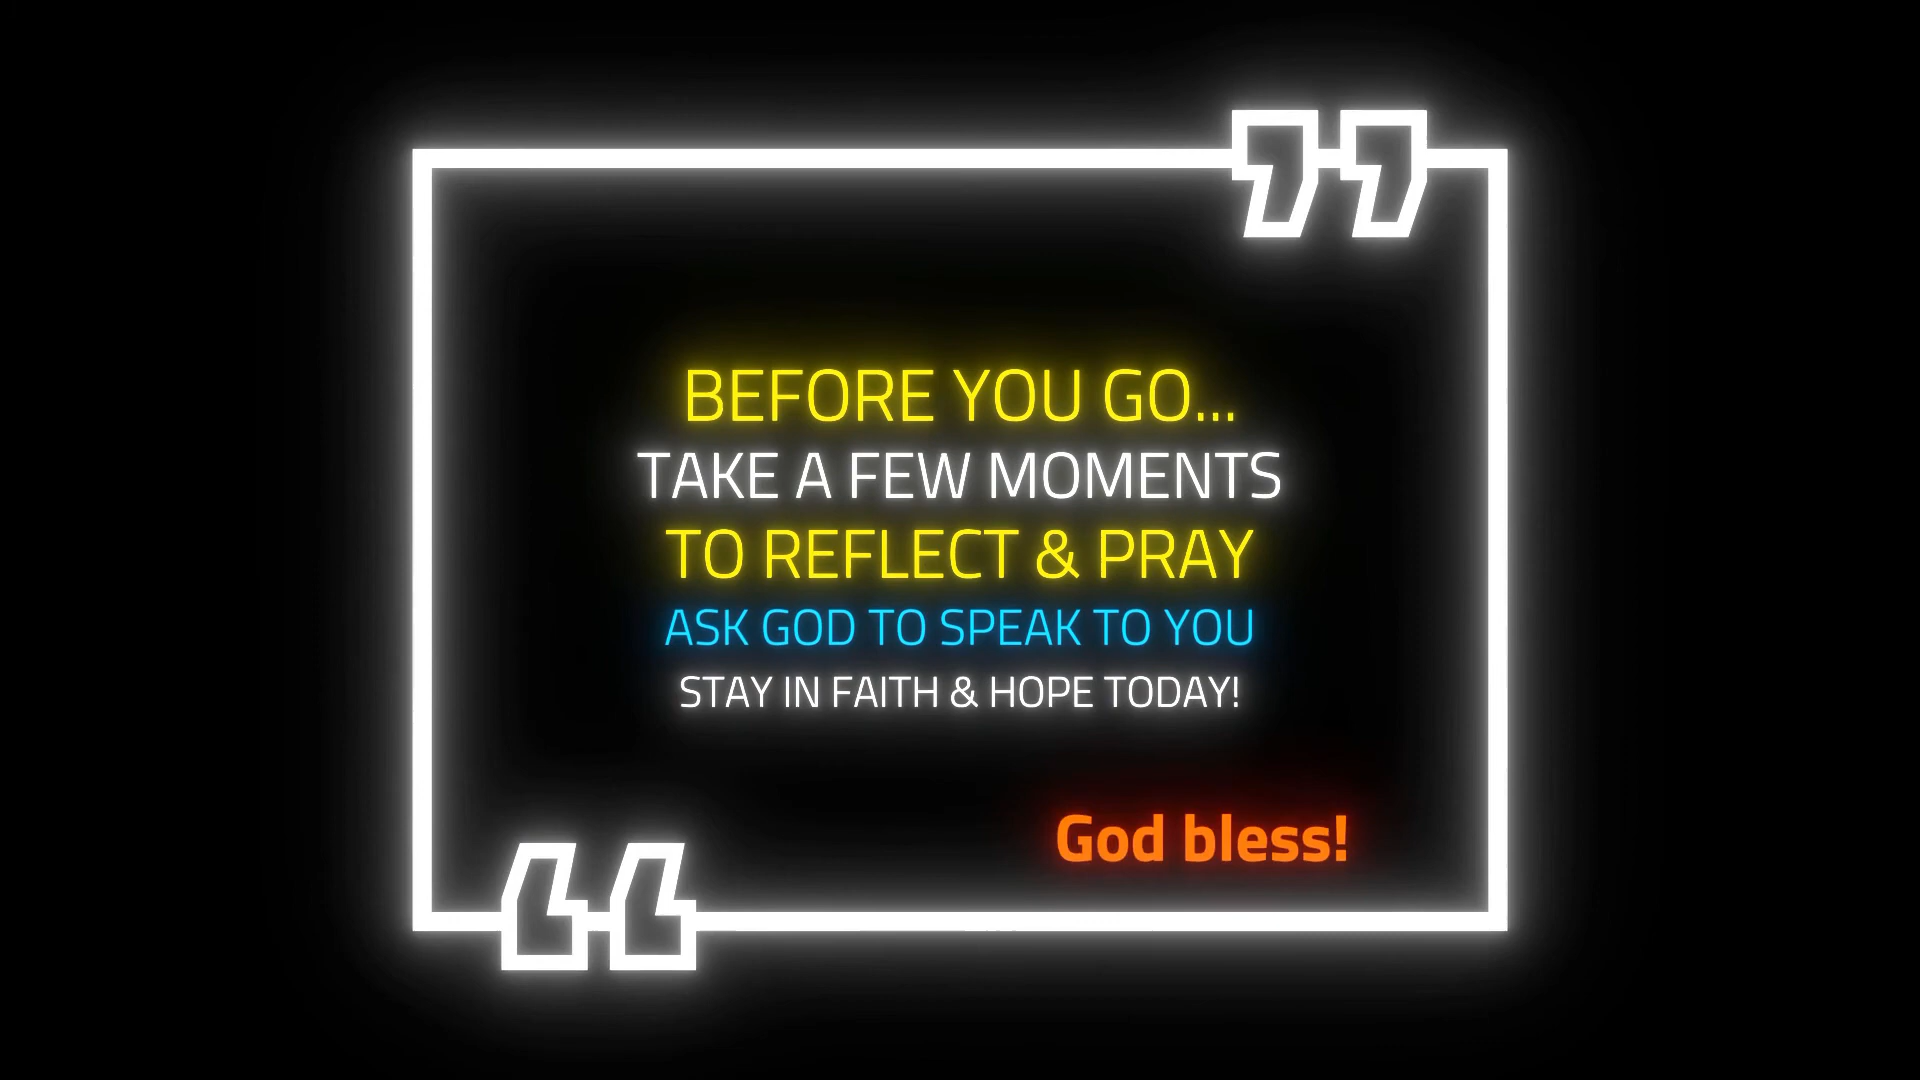 BEFORE YOU GO...
TAKE A FEW MOMENTS
TO REFLECT & PRAY
ASK GOD TO SPEAK TO YOU
STAY IN FAITH & HOPE TODAY!
God bless!